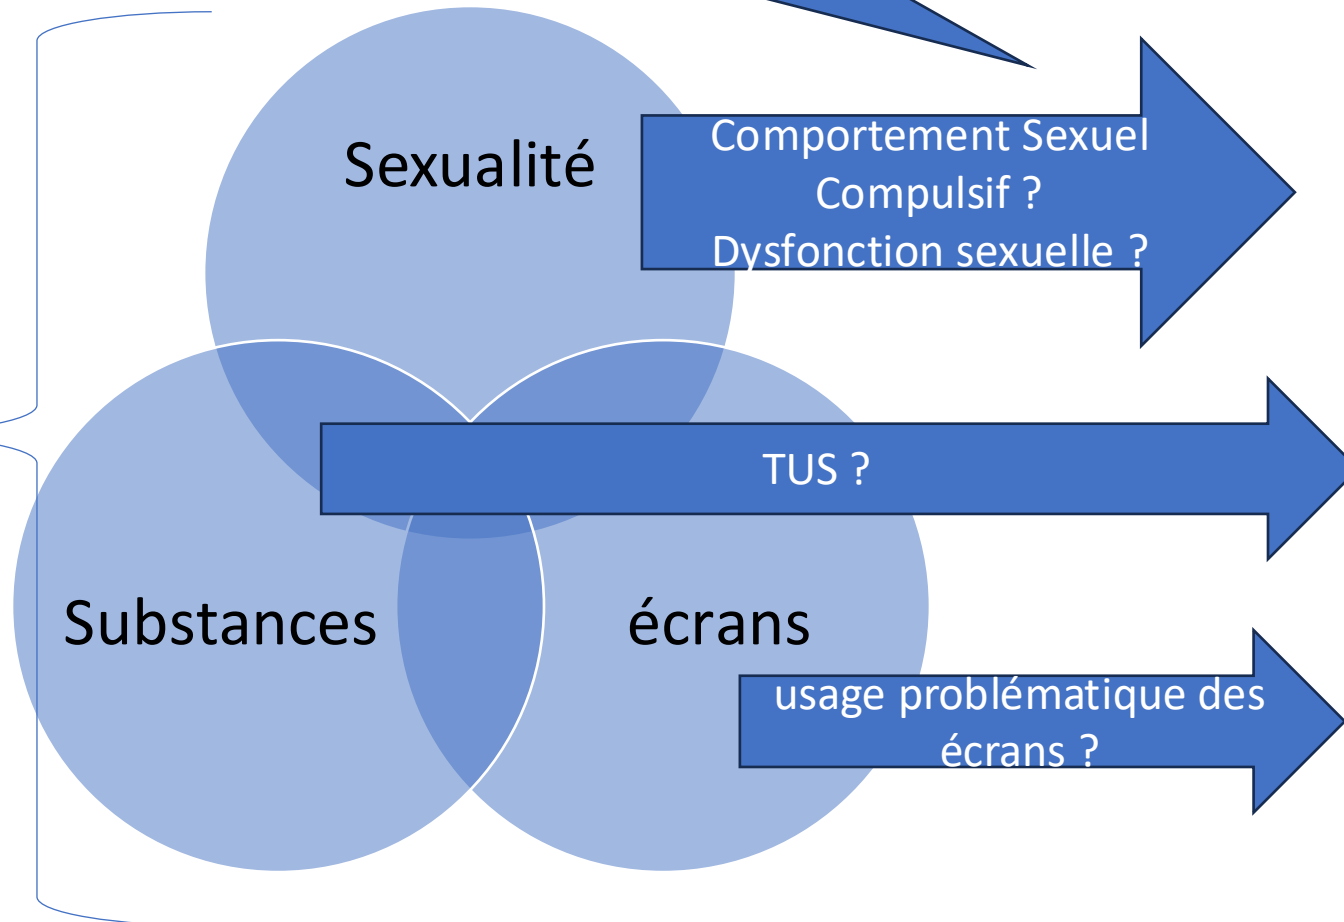 Sexualité
Comportement Sexuel
Compulsif ?
Dysfonction sexuelle ?
TUS ?
Substances
écrans
usage problématique des
écrans ?